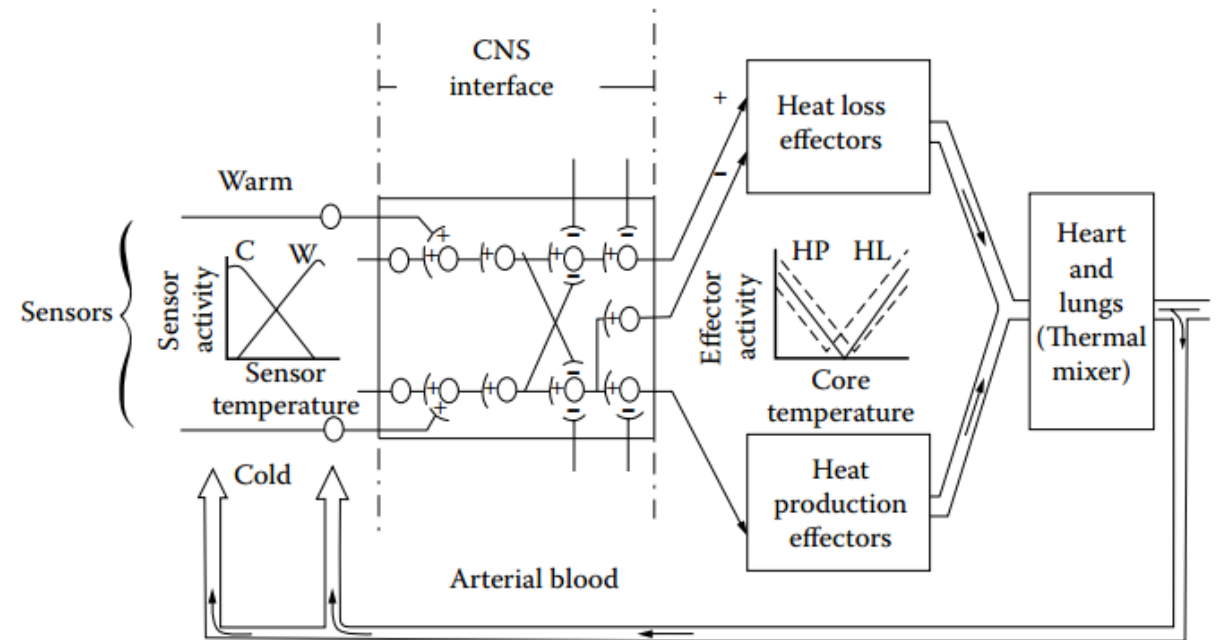 CNS
interface
Warm
Sensors
C
W
Sensor
activity
Sensor
temperature
Cold
+
+
+
+
+
+
+
+
+
+
+
+
-
-
-
-
-
-
+
-
Heat loss
effectors
HP HL
Effector
activity
Core
temperature
Heat
production
effectors
Heart
and
lungs
(Thermal
mixer)
Arterial blood